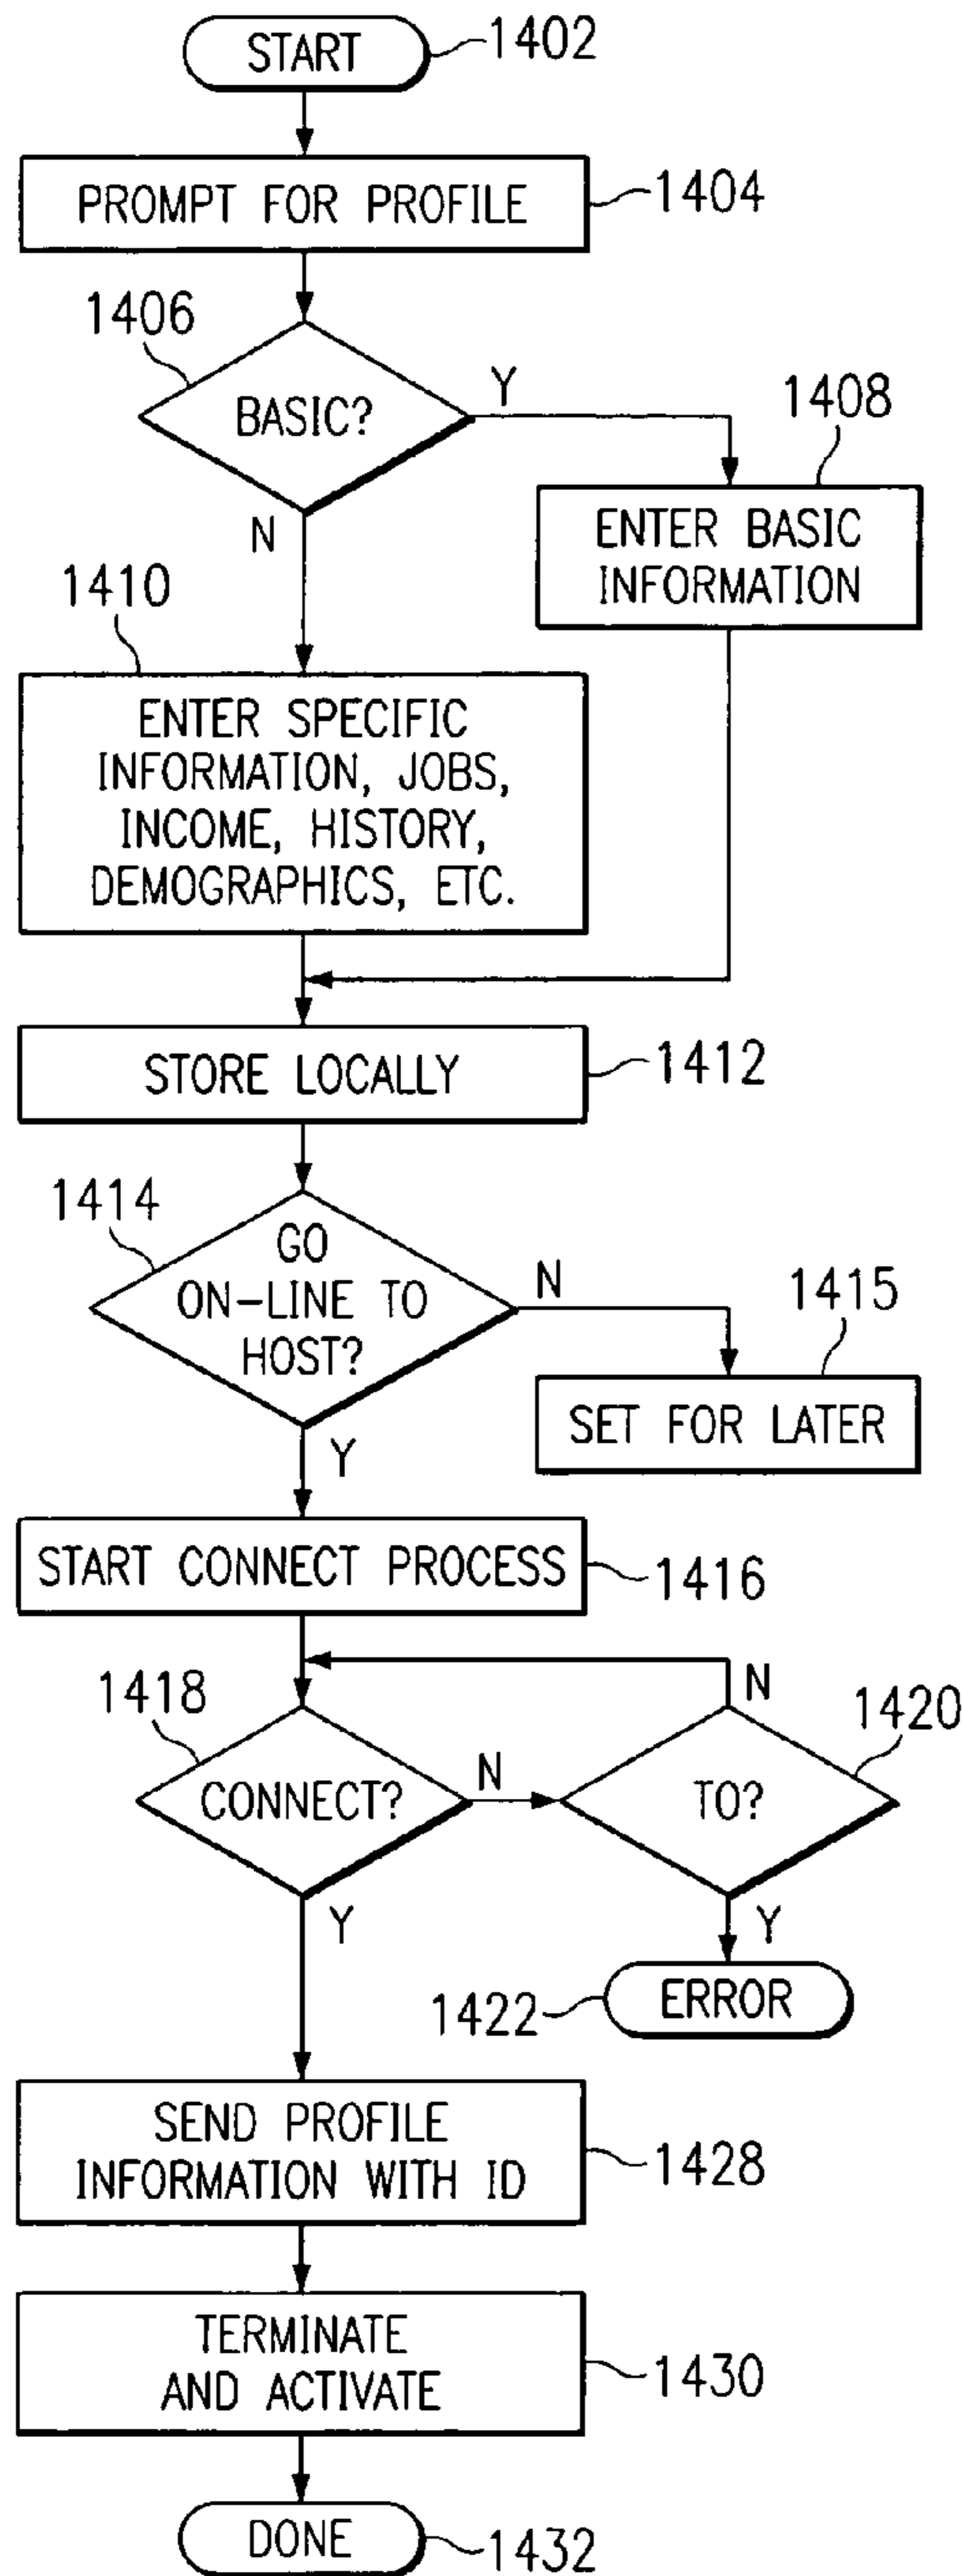 START
1402
PROMPT FOR PROFILE
1404
1406
BASIC?
Y
N
1408
ENTER BASIC
INFORMATION
1410
ENTER SPECIFIC
INFORMATION, JOBS,
INCOME, HISTORY,
DEMOGRAPHICS, ETC.
STORE LOCALLY
1412
1414
GO
ON-LINE TO
HOST?
N
Y
1415
SET FOR LATER
START CONNECT PROCESS
1416
1418
CONNECT?
N
Y
1420
TO?
N
Y
1422
ERROR
SEND PROFILE
INFORMATION WITH ID
1428
TERMINATE
AND ACTIVATE
1430
DONE
1432